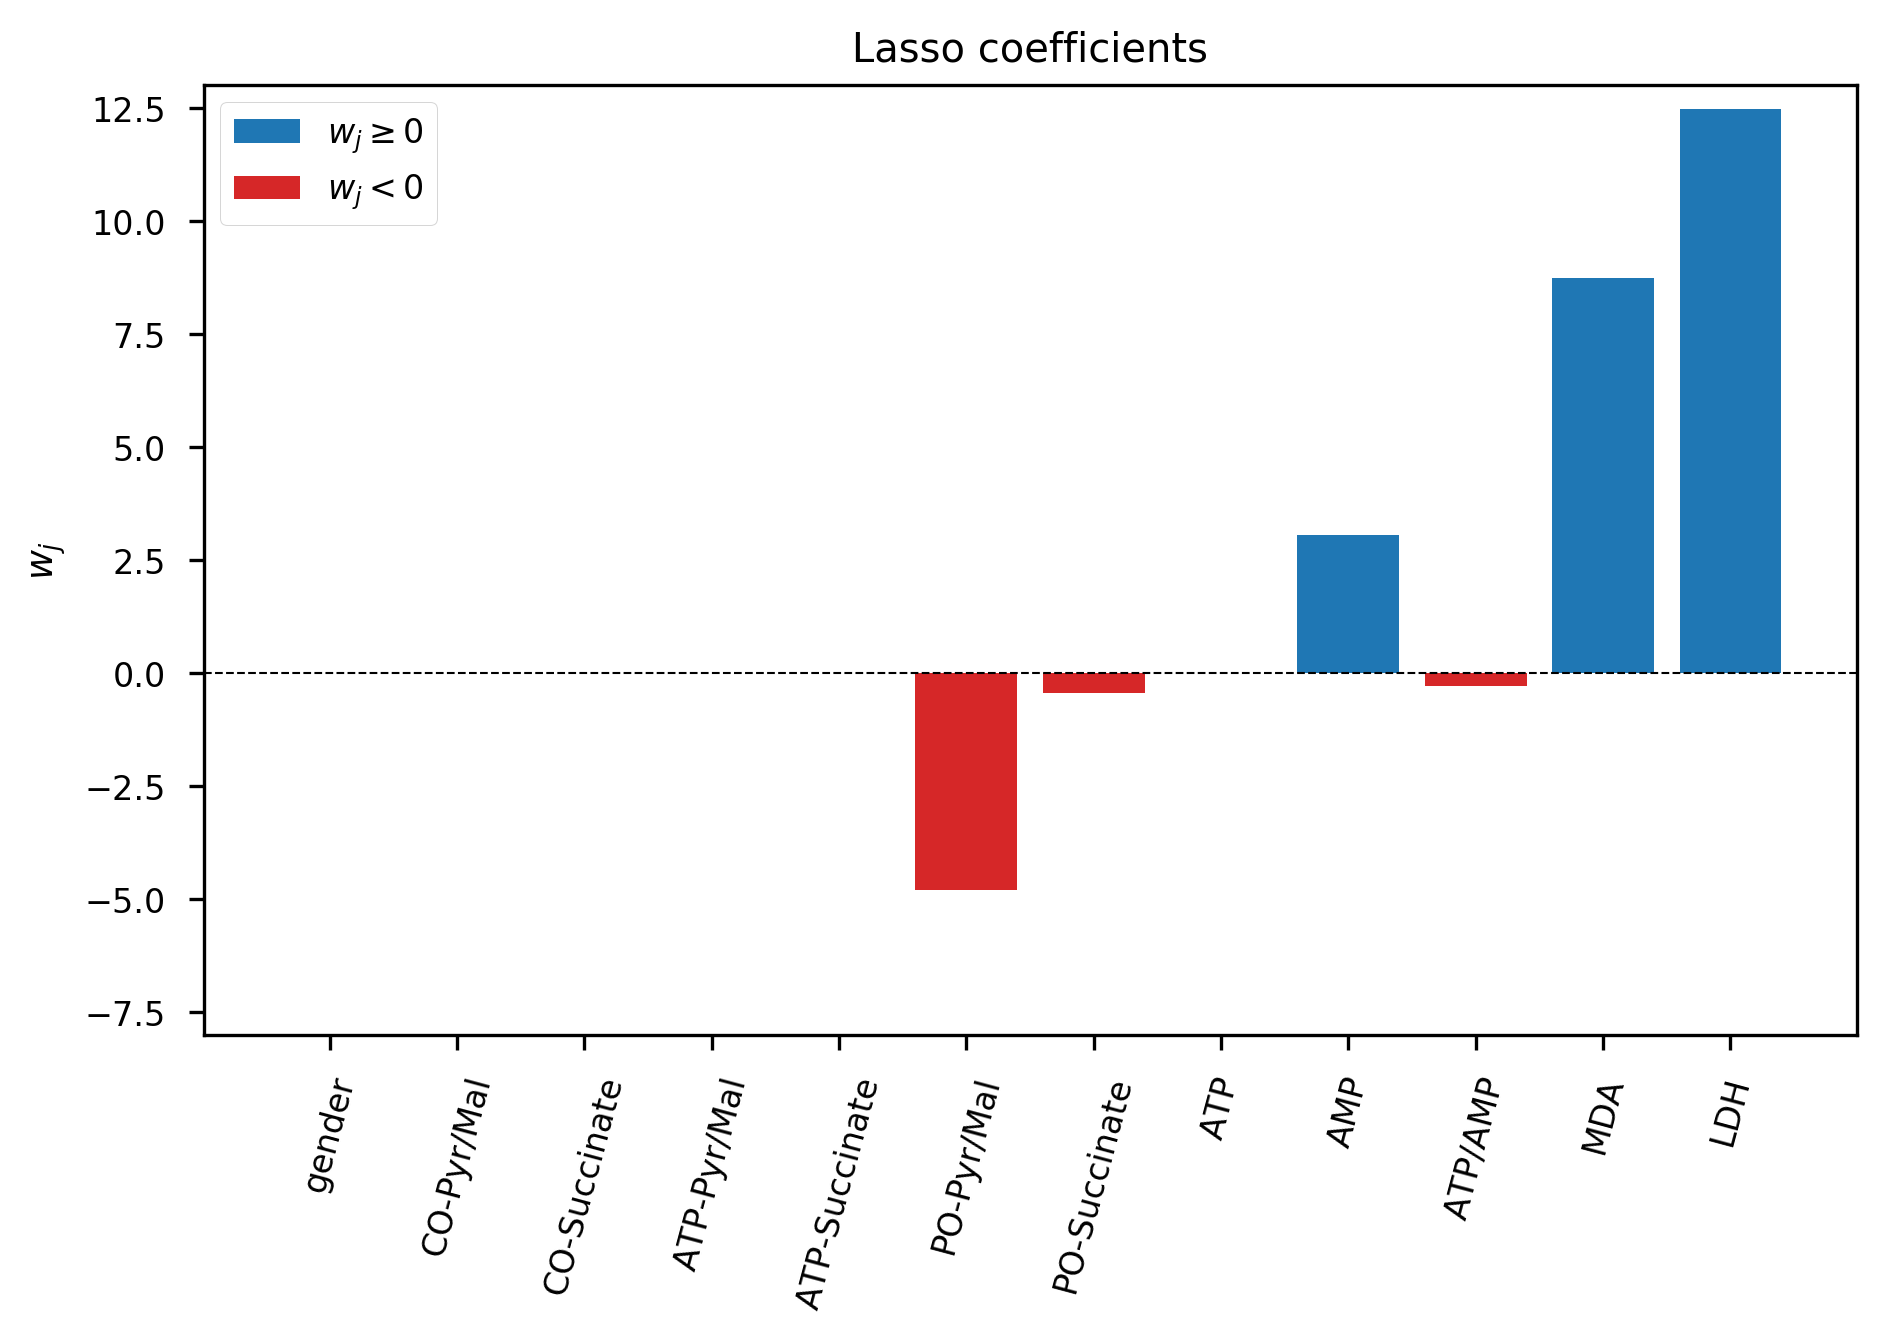 Lasso coefficients
12.5
10.0
7.5
5.0
2.5
0.0
−2.5
−5.0
−7.5
w_j
w_j ≥ 0
w_j < 0
gender
CO-Pyr/Mal
CO-Succinate
ATP-Pyr/Mal
ATP-Succinate
PO-Pyr/Mal
PO-Succinate
ATP
AMP
ATP/AMP
MDA
LDH